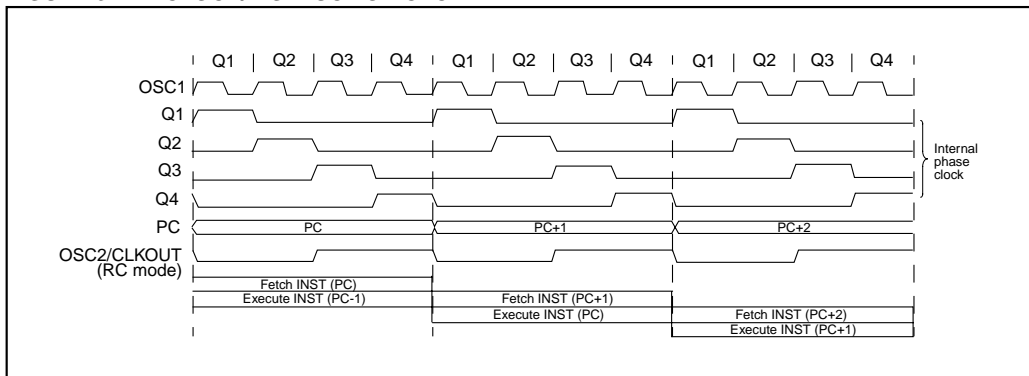 Q1 | Q2 | Q3 | Q4 | Q1 | Q2 | Q3 | Q4 | Q1 | Q2 | Q3 | Q4
OSC1
Q1
Q2
Q3
Q4
Internal
phase
clock
PC PC PC+1 PC+2
OSC2/CLKOUT
(RC mode)
Fetch INST (PC)
Execute INST (PC-1) Fetch INST (PC+1)
Execute INST (PC) Fetch INST (PC+2)
Execute INST (PC+1)